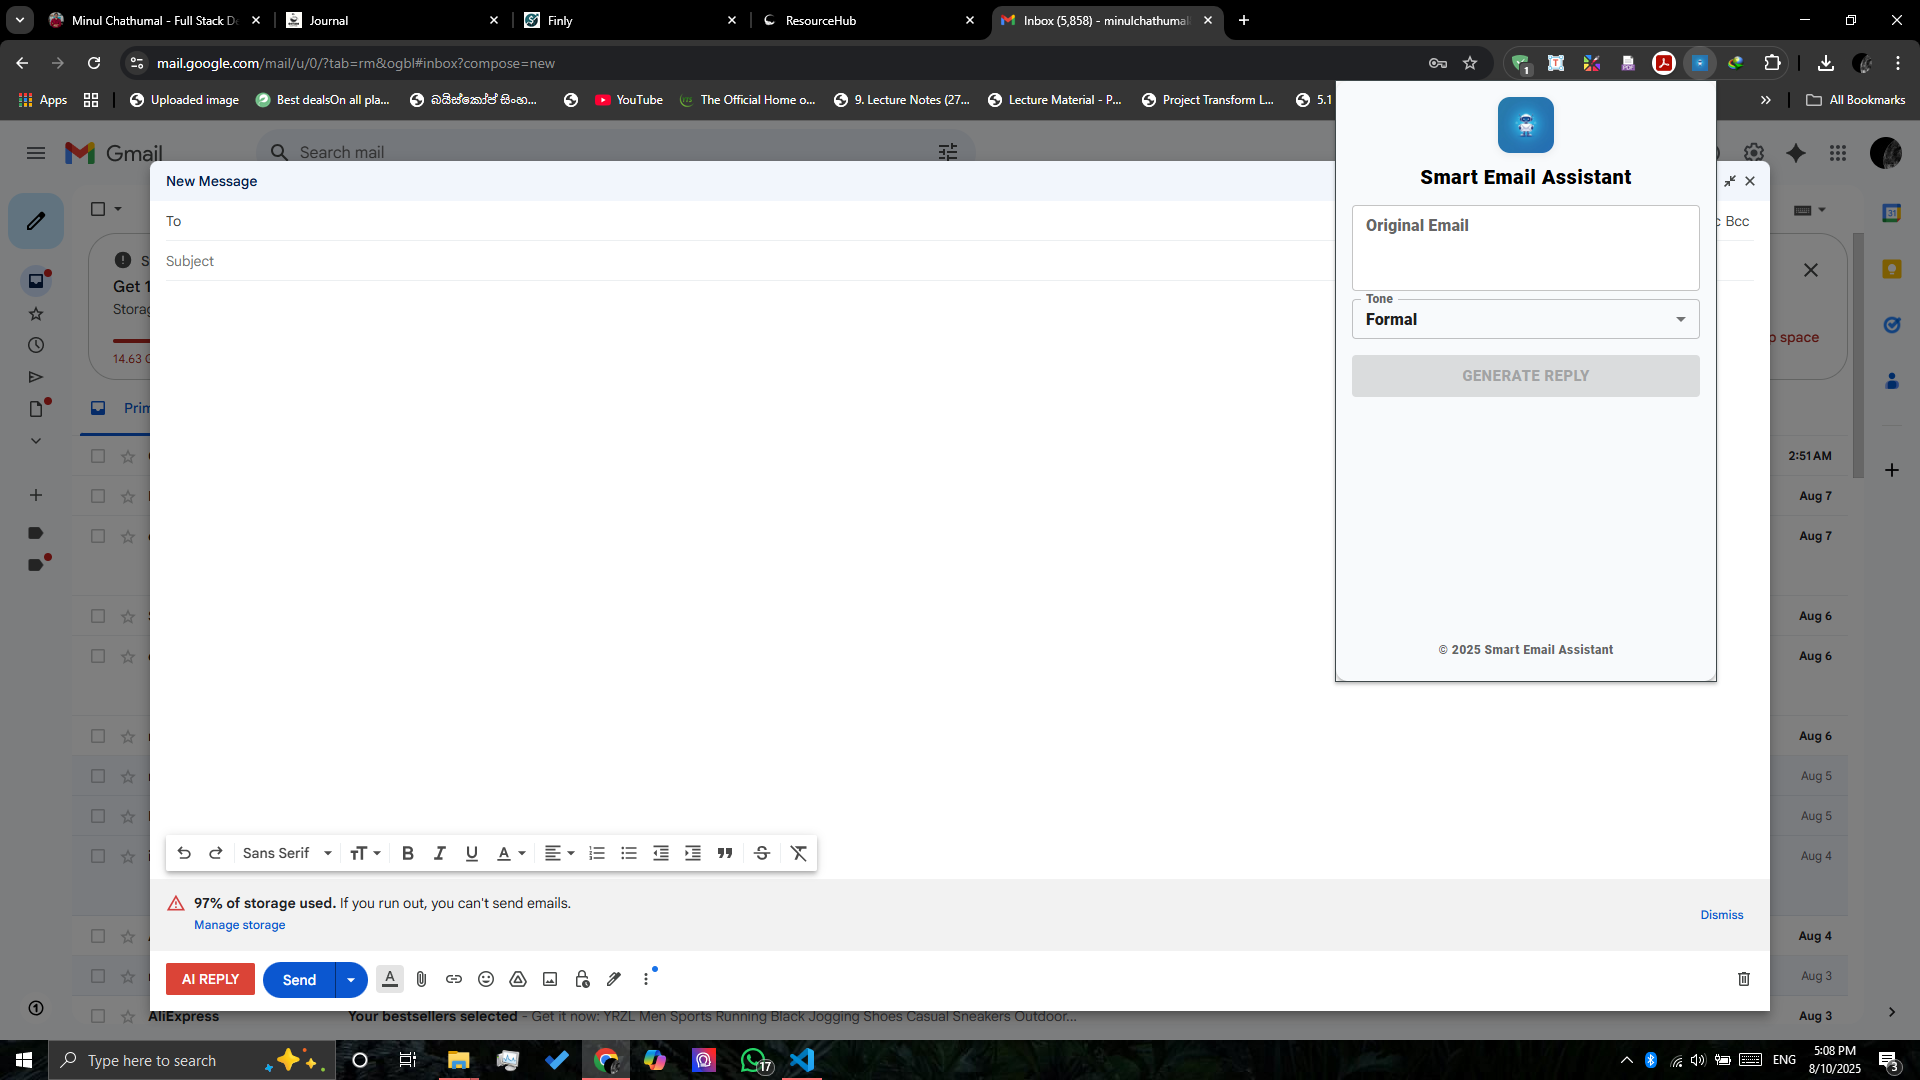 Minul Chathumal - Full Stack De
Journal
Finly
ResourceHub
Inbox (5,858) - minulchathumal
mail.google.com/mail/u/0/?tab=rm&ogbl#inbox?compose=new
1
Apps
Uploaded image
Best dealsOn all pla...
බයිස්කෝප් සිංහ...
YouTube
The Official Home o...
9. Lecture Notes (27...
Lecture Material - P...
Project Transform L...
5.1
All Bookmarks
Gmail
Search mail
Smart Email Assistant
New Message
To
Bcc
Subject
Original Email
Tone
Formal
GENERATE REPLY
Get 1
Storag
14.63 G
space
Prim
2:51 AM
Aug 7
Aug 7
Aug 6
Aug 6
Aug 6
Aug 5
Aug 5
Aug 4
Aug 4
Aug 3
© 2025 Smart Email Assistant
Sans Serif
97% of storage used. If you run out, you can't send emails.
Manage storage
Dismiss
AI REPLY
Send
AliExpress
Your bestsellers selected - Get it now: YRZL Men Sports Running Black Jogging Shoes Casual Sneakers Outdoor...
Aug 3
Type here to search
17
ENG
5:08 PM
8/10/2025
3